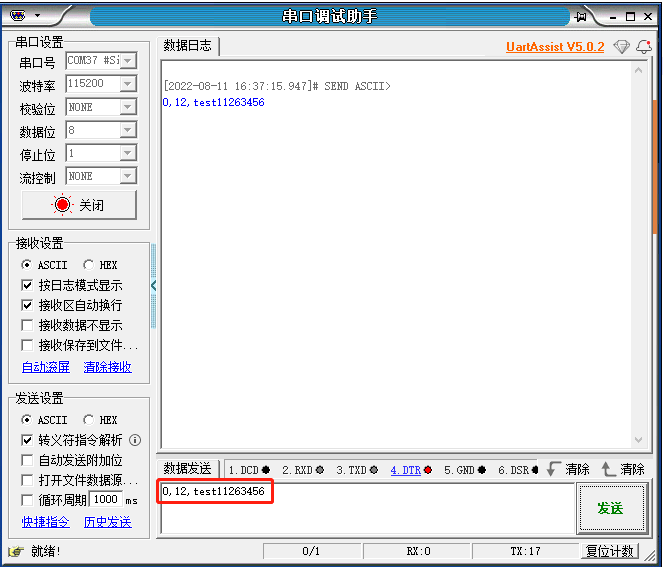 串口调试助手
串口设置
串口号 COM37 #Si
波特率 115200
校验位 NONE
数据位 8
停止位 1
流控制 NONE
关闭
接收设置
ASCII HEX
按日志模式显示
接收区自动换行
接收数据不显示
接收保存到文件...
自动滚屏 清除接收
发送设置
ASCII HEX
转义符指令解析
自动发送附加位
打开文件数据源...
循环周期 1000 ms
快捷指令 历史发送
数据日志
UartAssist V5.0.2
[2022-08-11 16:37:15.947]# SEND ASCII>
0,12,test11263456
数据发送 1.DCD 2.RXD 3.TXD 4.DTR 5.GND 6.DSR 清除 清除
0,12,test11263456
发送
就绪! 0/1 RX:0 TX:17 复位计数